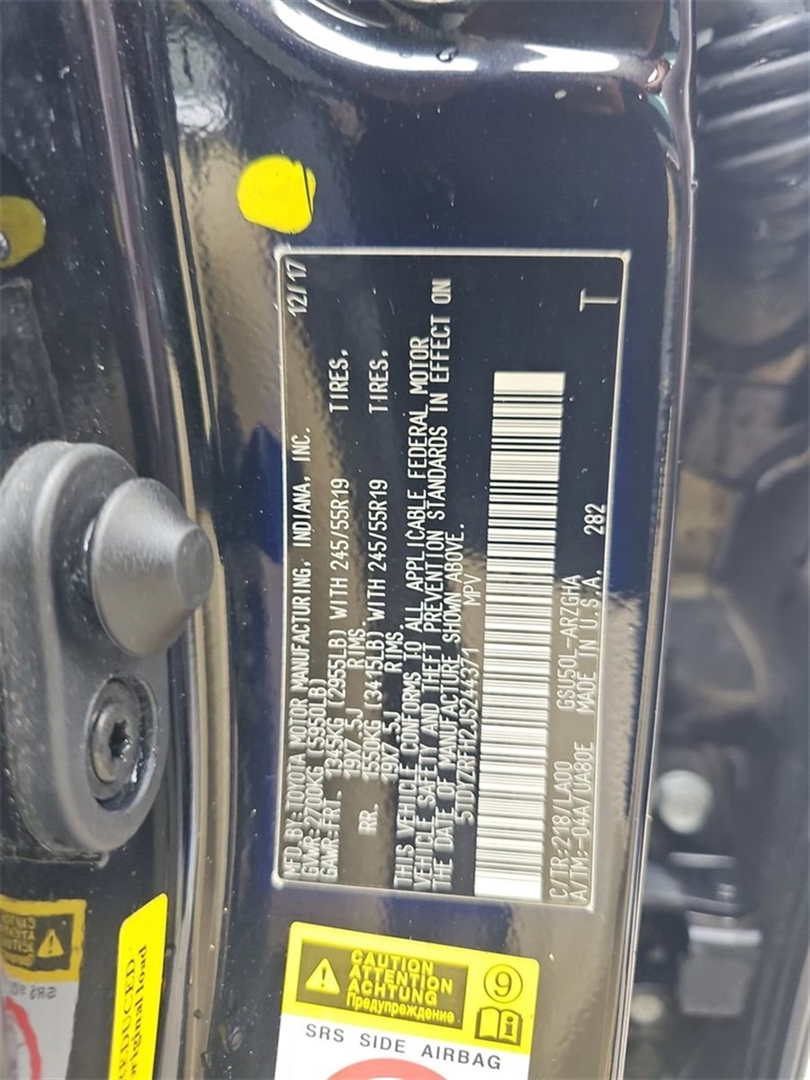 MFD. BY: TOYOTA MOTOR MANUFACTURING, INDIANA, INC. 12/17
GVWR: 2700KG (5950LB)
GAWR: FRT. 1345KG (2955LB) WITH 245/55R19 TIRES,
19X7.5J RIMS,
RR. 1550KG (3415LB) WITH 245/55R19 TIRES,
19X7.5J RIMS.
THIS VEHICLE CONFORMS TO ALL APPLICABLE FEDERAL MOTOR
VEHICLE SAFETY AND THEFT PREVENTION STANDARDS IN EFFECT ON
THE DATE OF MANUFACTURE SHOWN ABOVE.
5TDYZRFH2JS244371 MPV
C/TR: 218/LA00 GSU50L-ARZGHA
A/TM: -04A/UA80E MADE IN U.S.A. 282 T
CAUTION
ATTENTION
ACHTUNG
Предупреждение
9
i
SRS SIDE AIRBAG
REDUCED
original load